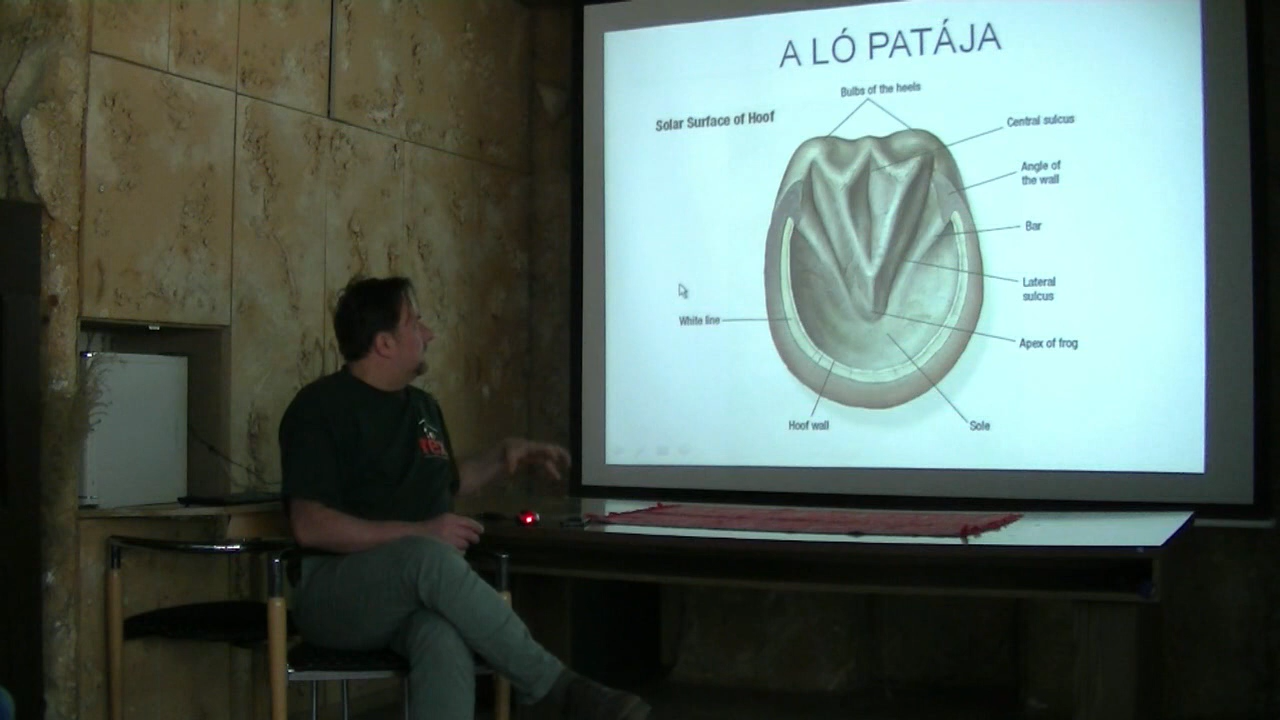 A LÓ PATÁJA
Bulbs of the heels
Solar Surface of Hoof
Central sulcus
Angle of
the wall
Bar
Lateral
sulcus
White line
Apex of frog
Hoof wall
Sole